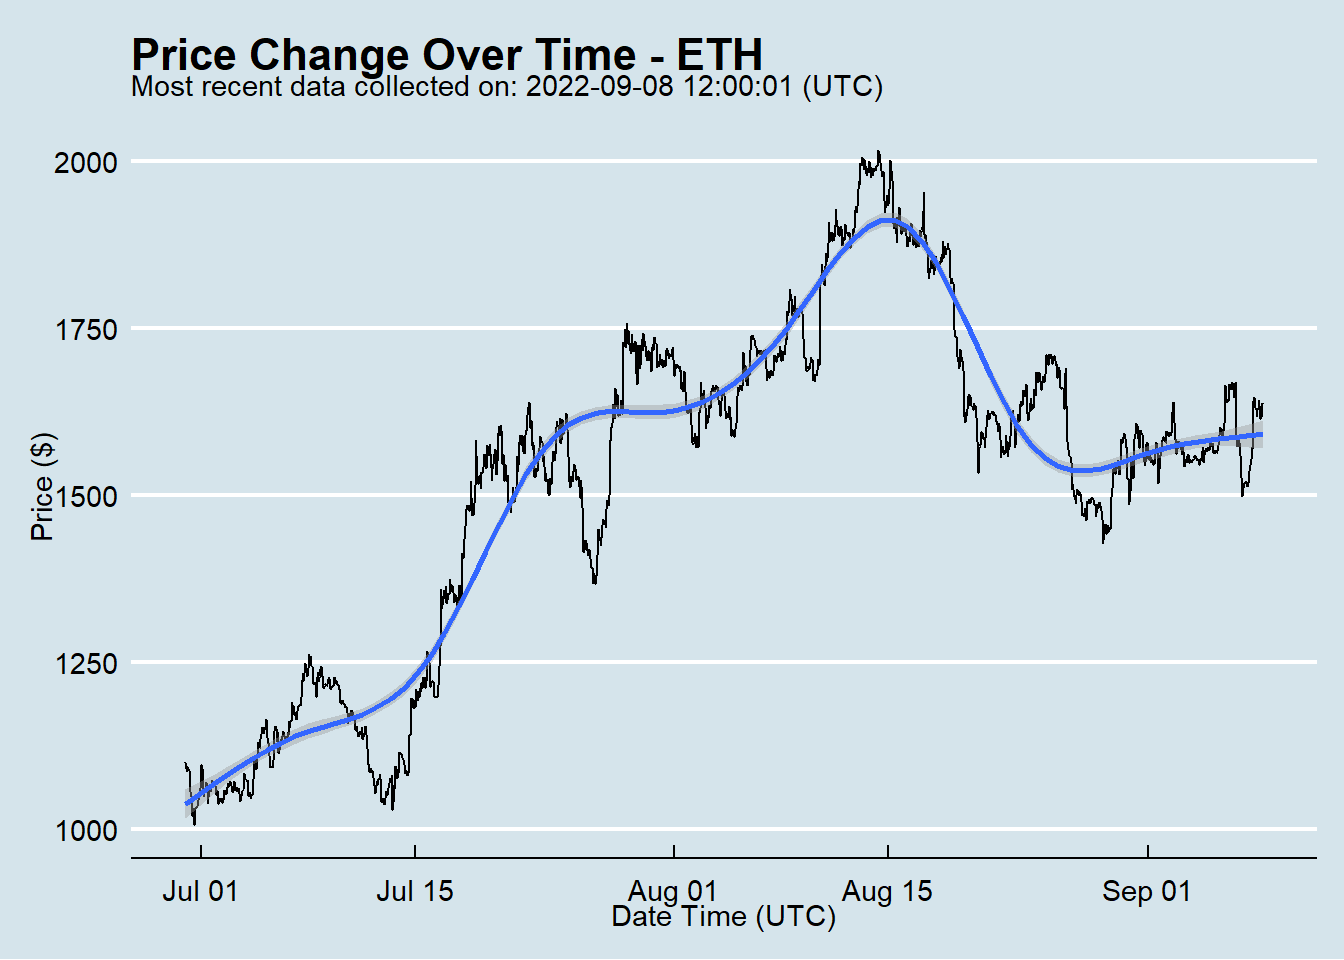 Price Change Over Time - ETH
Most recent data collected on: 2022-09-08 12:00:01 (UTC)
Price ($)
2000
1750
1500
1250
1000
Jul 01
Jul 15
Aug 01
Aug 15
Sep 01
Date Time (UTC)